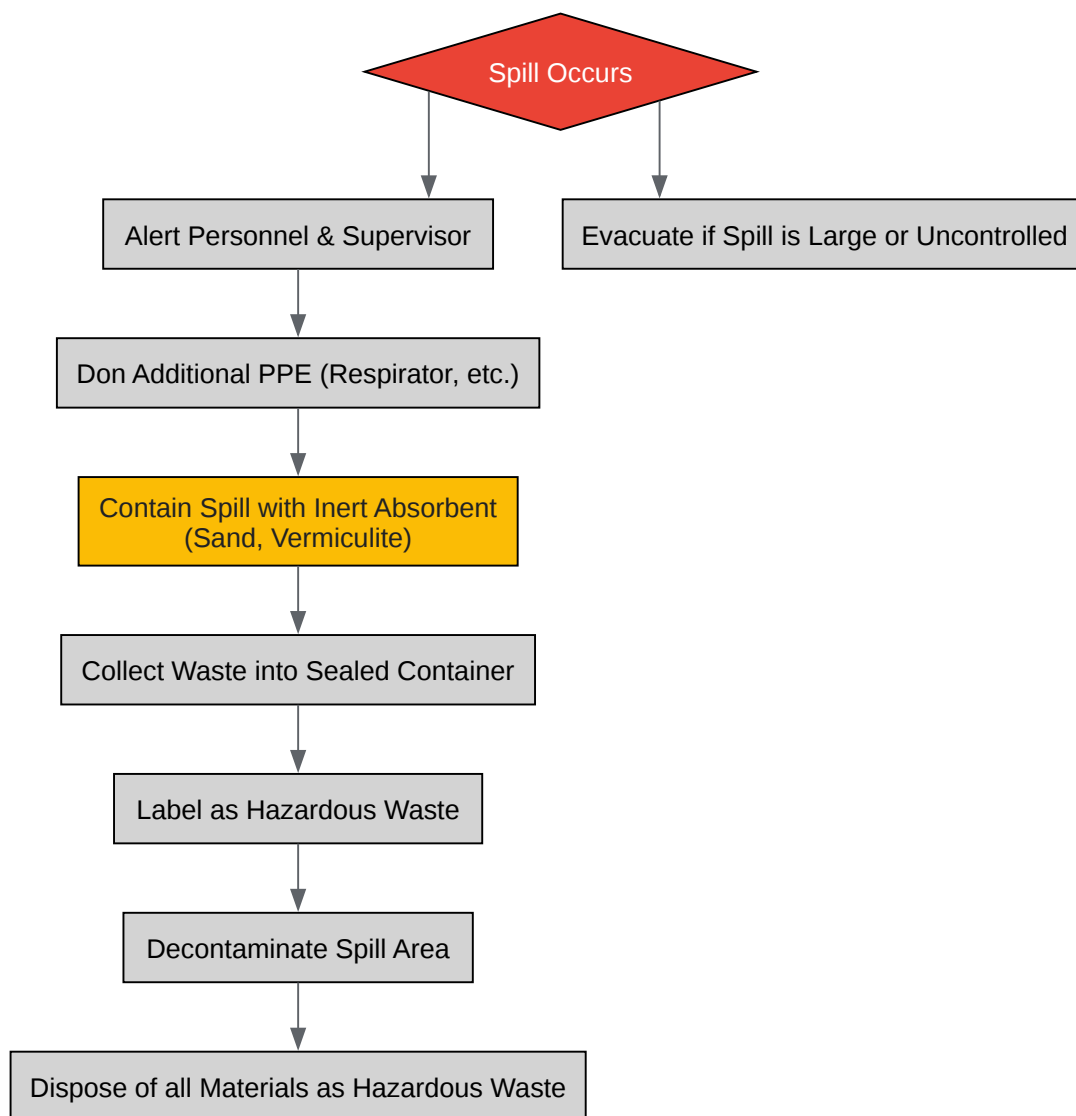 Spill Occurs
Alert Personnel & Supervisor
Evacuate if Spill is Large or Uncontrolled
Don Additional PPE (Respirator, etc.)
Contain Spill with Inert Absorbent
(Sand, Vermiculite)
Collect Waste into Sealed Container
Label as Hazardous Waste
Decontaminate Spill Area
Dispose of all Materials as Hazardous Waste